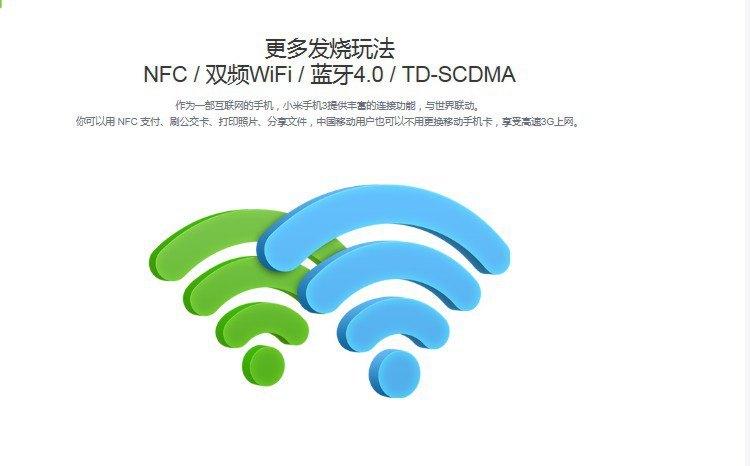 更多发烧玩法
NFC / 双频WiFi / 蓝牙4.0 / TD-SCDMA
作为一部互联网的手机，小米手机3提供丰富的连接功能，与世界联动。
你可以用 NFC 支付、刷公交卡、打印照片、分享文件，中国移动用户也可以不用更换移动手机卡，享受高速3G上网。